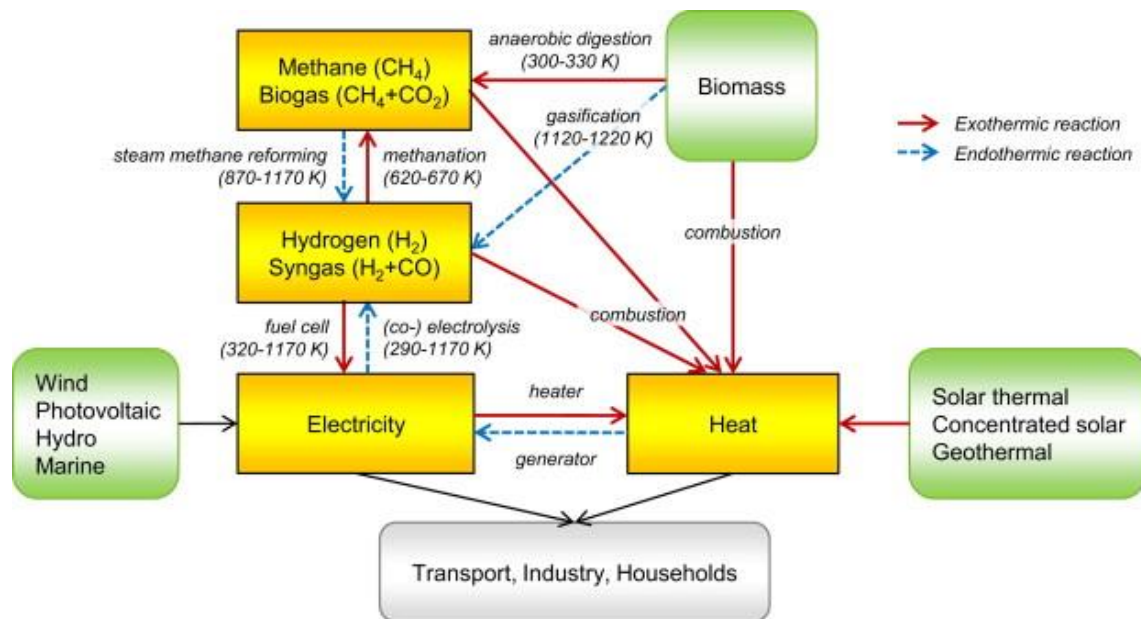 anaerobic digestion
(300-330 K)
Methane (CH₄)
Biogas (CH₄+CO₂)
Biomass
gasification
(1120-1220 K)
Exothermic reaction
Endothermic reaction
steam methane reforming
(870-1170 K)
methanation
(620-670 K)
combustion
Hydrogen (H₂)
Syngas (H₂+CO)
combustion
fuel cell
(320-1170 K)
(co-) electrolysis
(290-1170 K)
Wind
Photovoltaic
Hydro
Marine
Electricity
heater
generator
Heat
Solar thermal
Concentrated solar
Geothermal
Transport, Industry, Households